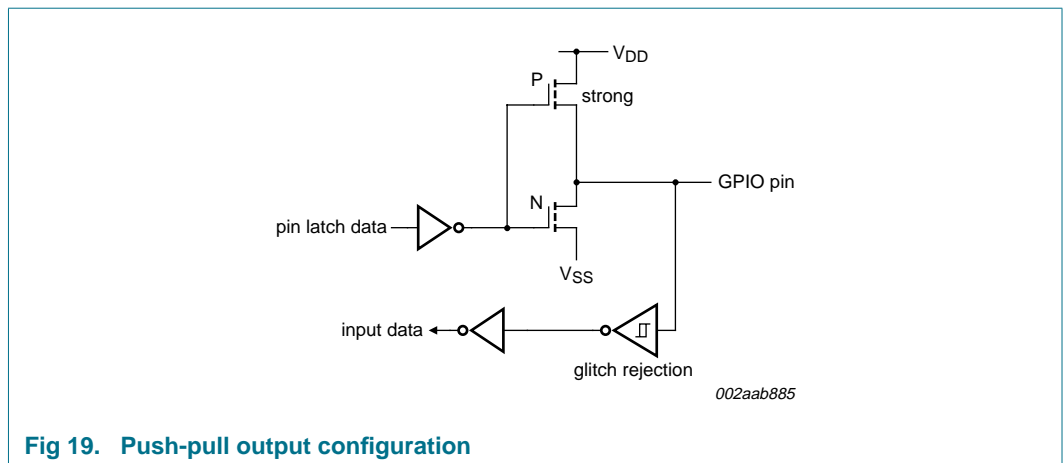 VDD
P
strong
GPIO pin
N
pin latch data
VSS
input data
glitch rejection
002aab885
Fig 19. Push-pull output configuration